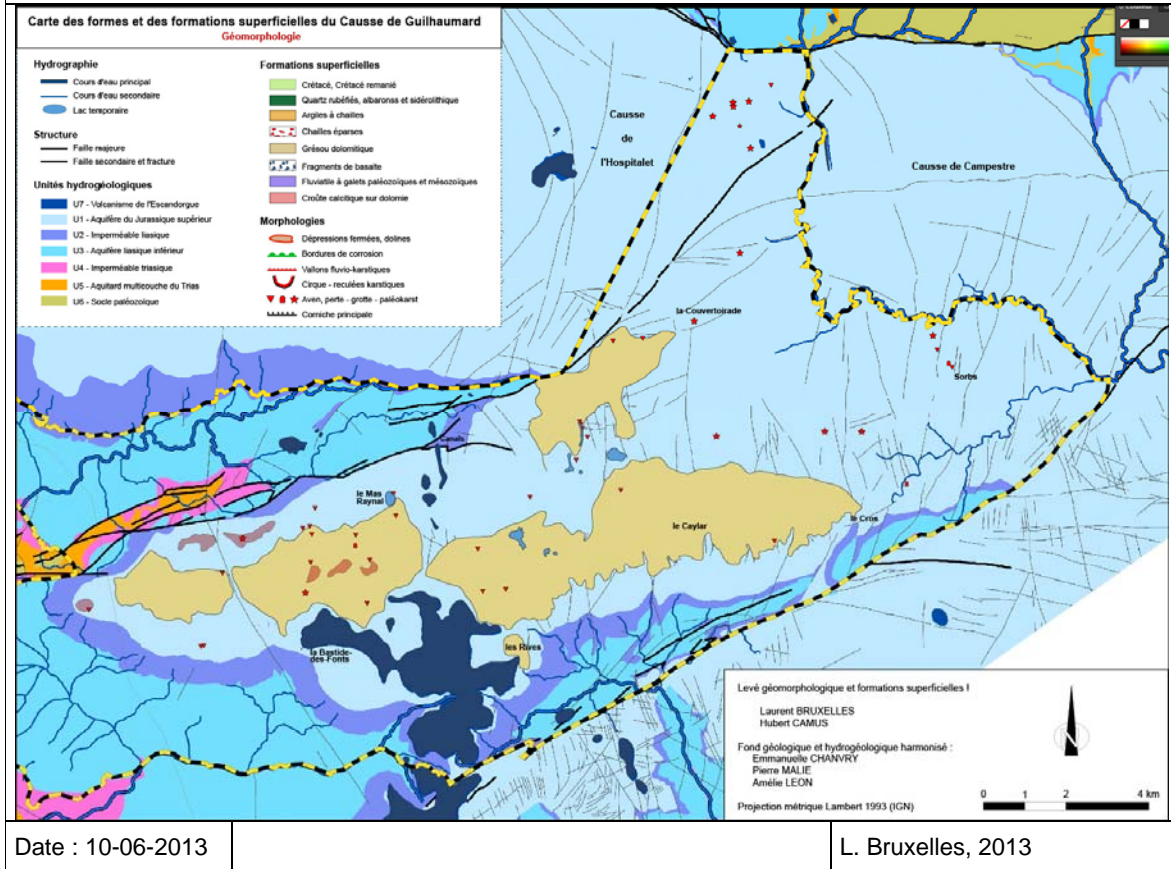 Carte des formes et des formations superficielles du Causse de Guilhaumard
Géomorphologie
Hydrographie
Cours d'eau principal
Cours d'eau secondaire
Lac temporaire
Structure
Faille majeure
Faille secondaire et fracture
Unités hydrogéologiques
U7 - Volcanisme de l'Escandorgue
U1 - Aquifère du Jurassique supérieur
U2 - Imperméable liasique
U3 - Aquifère liasique inférieur
U4 - Imperméable triasique
U5 - Aquitard multicouche du Trias
U6 - Socle paléozoïque
Formations superficielles
Crétacé, Crétacé remanié
Quartz rubéfiés, albarons et sidérolithique
Argiles à chailles
Chailles éparses
Grésou dolomitique
Fragments de basalte
Fluviatile à galets paléozoïques et mésozoïques
Croûte calcitique sur dolomie
Morphologies
Dépressions fermées, dolines
Bordures de corrosion
Vallons fluvio-karstiques
Cirque - reculées karstiques
Aven, perte - grotte - paléokarst
Corniche principale
Causse
de
l'Hospitalet
Causse de Campestre
la Couvertoirade
Sorbs
Canals
le Mas
Raynal
le Caylar
le Cros
la Bastide-
des-Fonts
les Rives
Levé géomorphologique et formations superficielles !
Laurent BRUXELLES
Hubert CAMUS
Fond géologique et hydrogéologique harmonisé :
Emmanuelle CHANVRY
Pierre MALIE
Amélie LEON
Projection métrique Lambert 1993 (IGN)
N
0 1 2 4 km
Date : 10-06-2013
L. Bruxelles, 2013